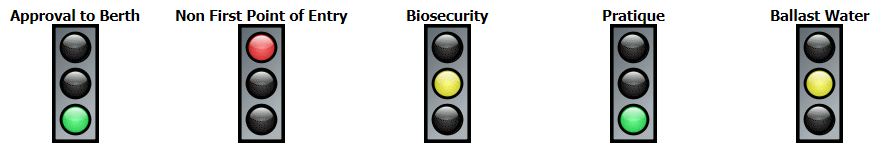 Approval to Berth
Non First Point of Entry
Biosecurity
Pratique
Ballast Water